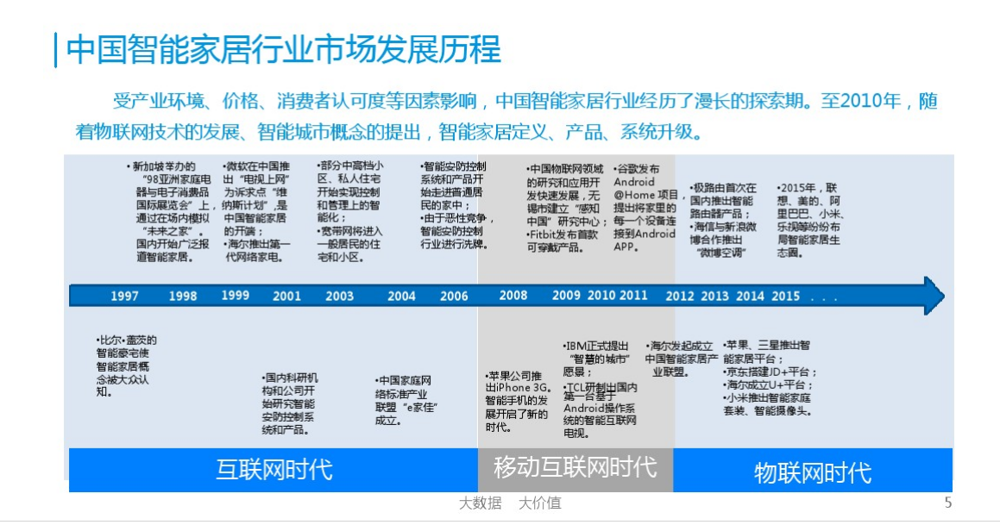 中国智能家居行业市场发展历程
受产业环境、价格、消费者认可度等因素影响，中国智能家居行业经历了漫长的探索期。至2010年，随
着物联网技术的发展、智能城市概念的提出，智能家居定义、产品、系统升级。
•新加坡举办的
“98亚洲家庭电
器与电子消费品
国际展览会”上，
通过在场内模拟
“未来之家”。
国内开始广泛报
道智能家居。
•微软在中国推
出“电视上网”
为诉求点“维
纳斯计划”,是
中国智能家居
的开端；
•海尔推出第一
代网络家电。
•部分中高档小
区、私人住宅
开始实现控制
和管理上的智
能化；
•宽带网将进入
一般居民的住
宅和小区。
•智能安防控制
系统和产品开
始走进普通居
民的家中；
•由于恶性竞争，
智能安防控制
行业进行洗牌。
•中国物联网领域
的研究和应用开
发快速发展，无
锡市建立“感知
中国”研究中心；
•Fitbit发布首款
可穿戴产品。
•谷歌发布
Android
@Home 项目，
提出将家里的
每一个设备连
接到Android
APP。
•极路由首次在
国内推出智能
路由器产品；
•海信与新浪微
博合作推出
“微博空调”
•2015年，联
想、美的、阿
里巴巴、小米、
乐视等纷纷布
局智能家居生
态圈。
1997 1998 1999 2001 2003 2004 2006 2008 2009 2010 2011 2012 2013 2014 2015 . . .
•比尔•盖茨的
智能豪宅使
智能家居概
念被大众认
知。
•国内科研机
构和公司开
始研究智能
安防控制系
统和产品。
•中国家庭网
络标准产业
联盟“e家佳”
成立。
•苹果公司推
出iPhone 3G。
智能手机的发
展开启了新的
时代。
•IBM正式提出
“智慧的城市”
愿景；
•TCL研制出国内
第一台基于
Android操作系
统的智能互联网
电视。
•海尔发起成立
中国智能家居产
业联盟。
•苹果、三星推出智
能家居平台；
•京东搭建JD+平台；
•海尔成立U+平台；
•小米推出智能家庭
套装、智能摄像头。
互联网时代
移动互联网时代
物联网时代
大数据 大价值
5